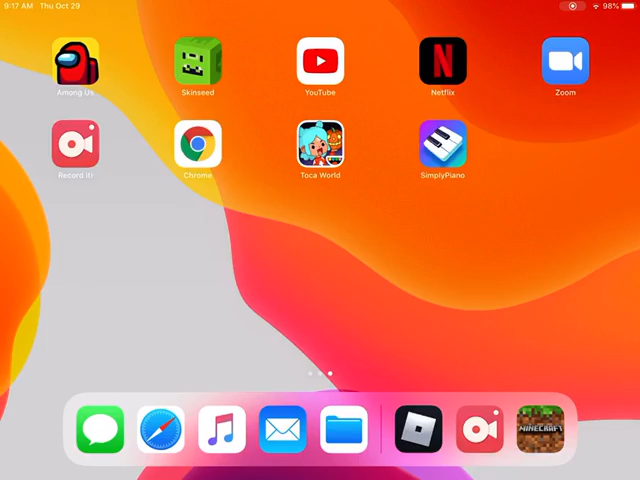 9:17 AM Thu Oct 29
98%
Among Us
Skinseed
YouTube
Netflix
Zoom
Record it!
Chrome
Toca World
SimplyPiano
MINECRAFT